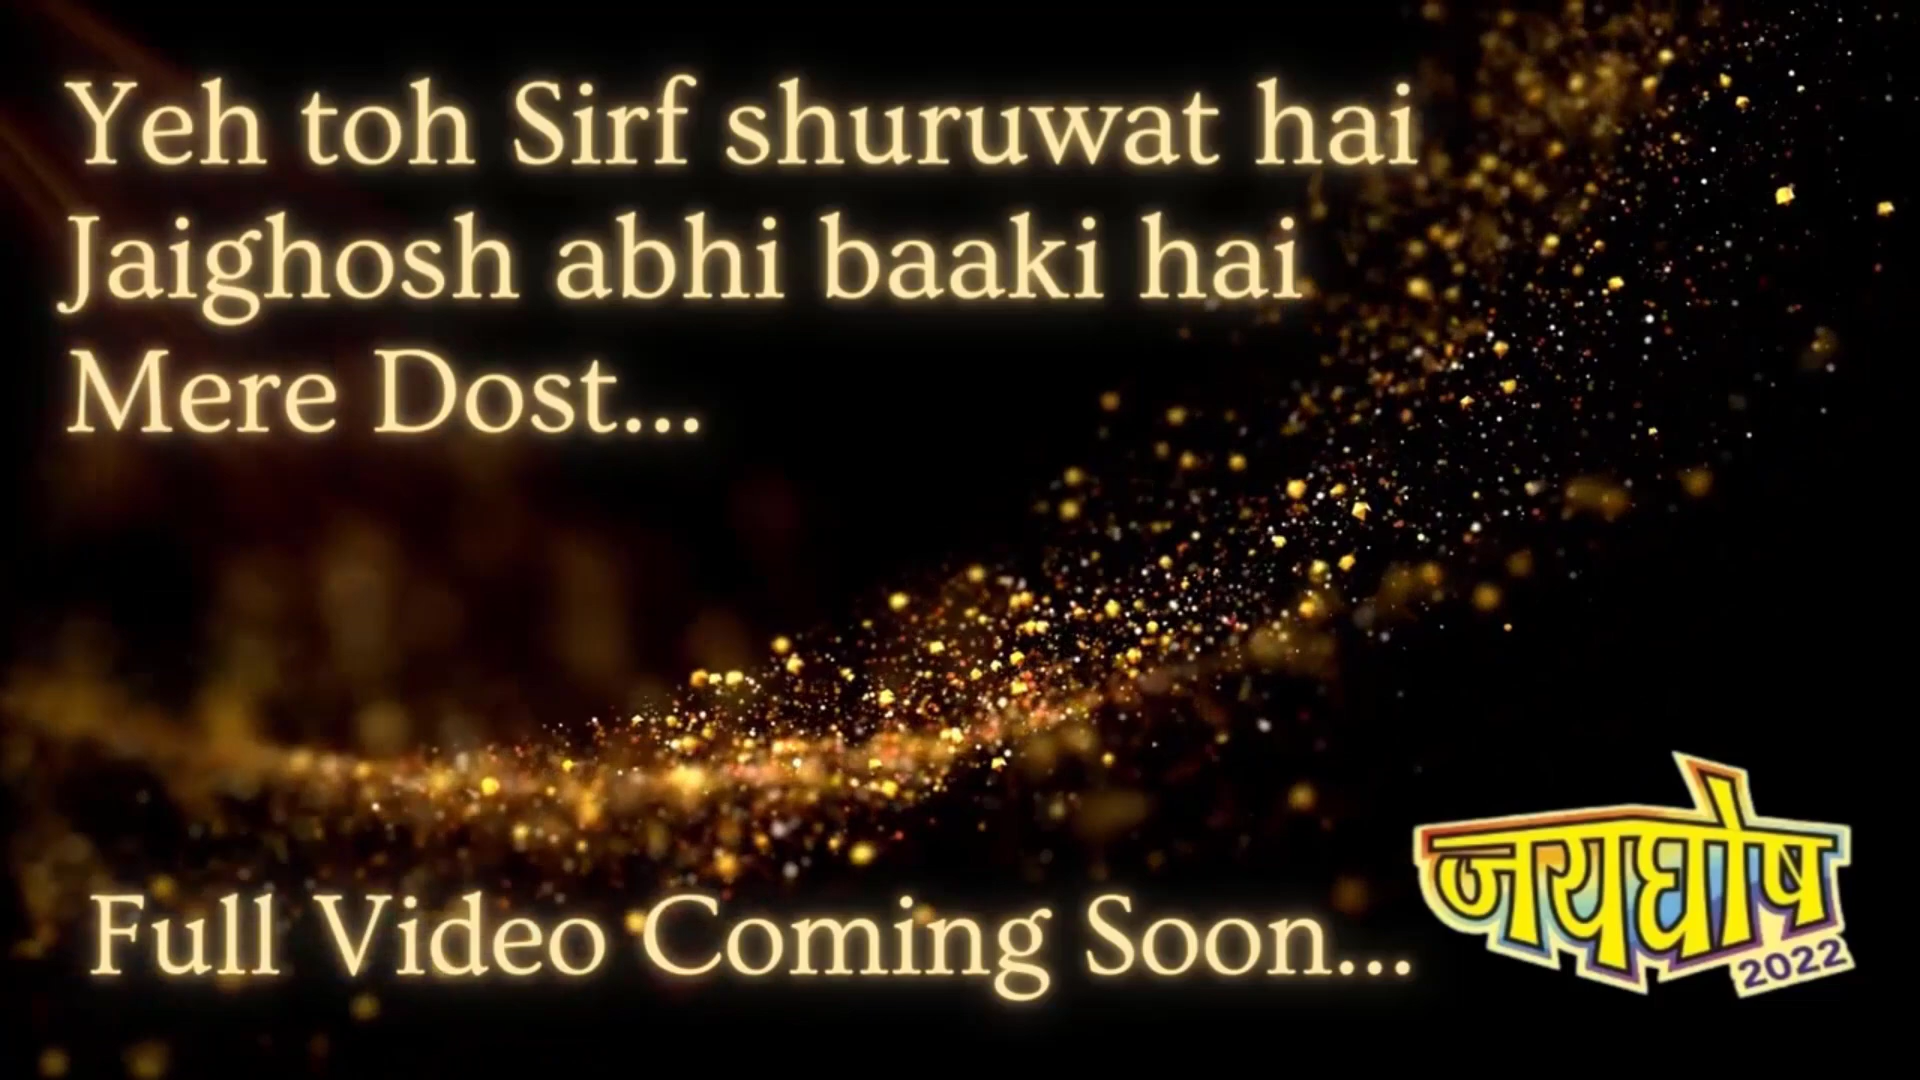 Yeh toh Sirf shuruwat hai
Jaighosh abhi baaki hai
Mere Dost...
Full Video Coming Soon...
जयघोष
2022